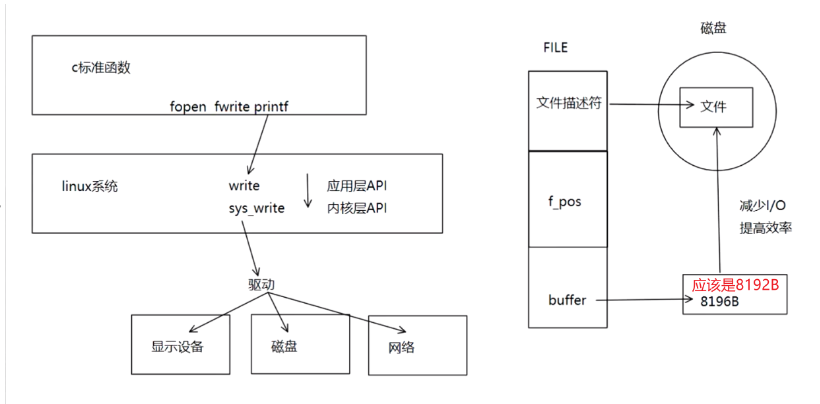 c标准函数
fopen fwrite printf
linux系统
write
应用层API
sys_write
内核层API
驱动
显示设备
磁盘
网络
FILE
磁盘
文件描述符
文件
f_pos
减少I/O
提高效率
buffer
应该是8192B
8196B